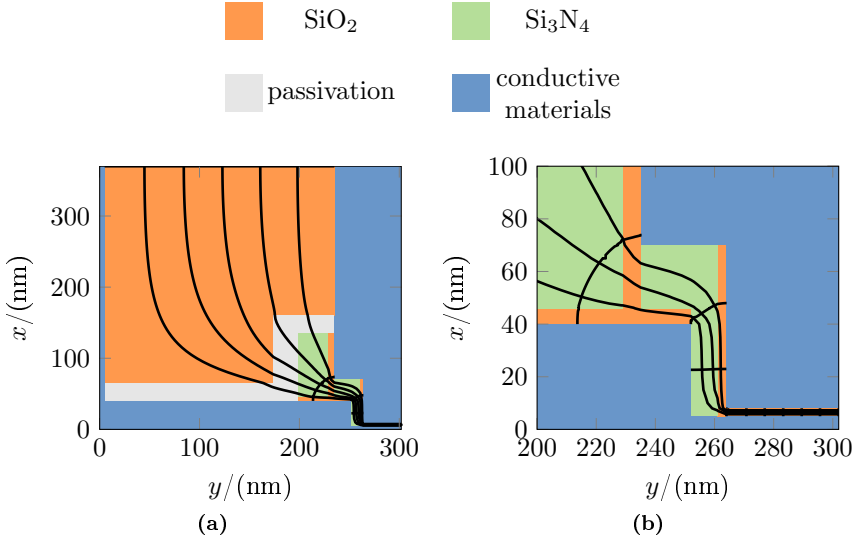 SiO₂ Si₃N₄
passivation conductive
materials
300
200
100
0
0 100 200 300
x/(nm)
y/(nm)
(a)
100
80
60
40
20
0
200 220 240 260 280 300
x/(nm)
y/(nm)
(b)